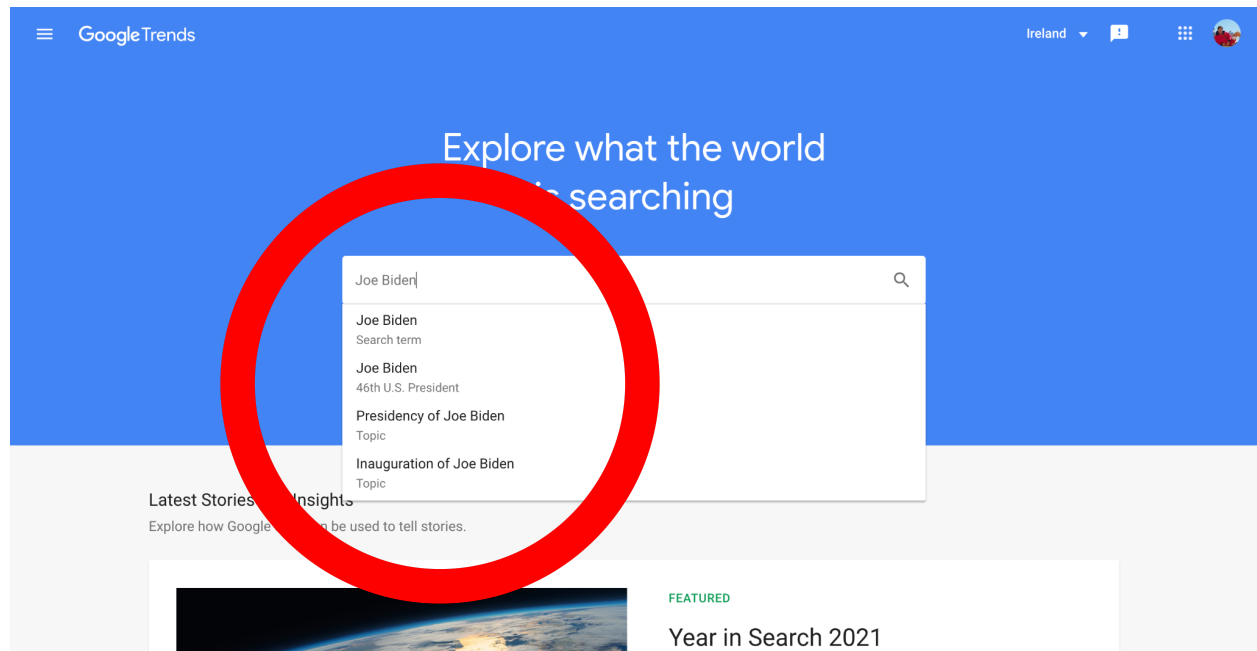 GoogleTrends
Ireland
Explore what the world
is searching
Joe Biden
Joe Biden
Search term
Joe Biden
46th U.S. President
Presidency of Joe Biden
Topic
Inauguration of Joe Biden
Topic
Latest Stories Insights
Explore how Google be used to tell stories.
FEATURED
Year in Search 2021